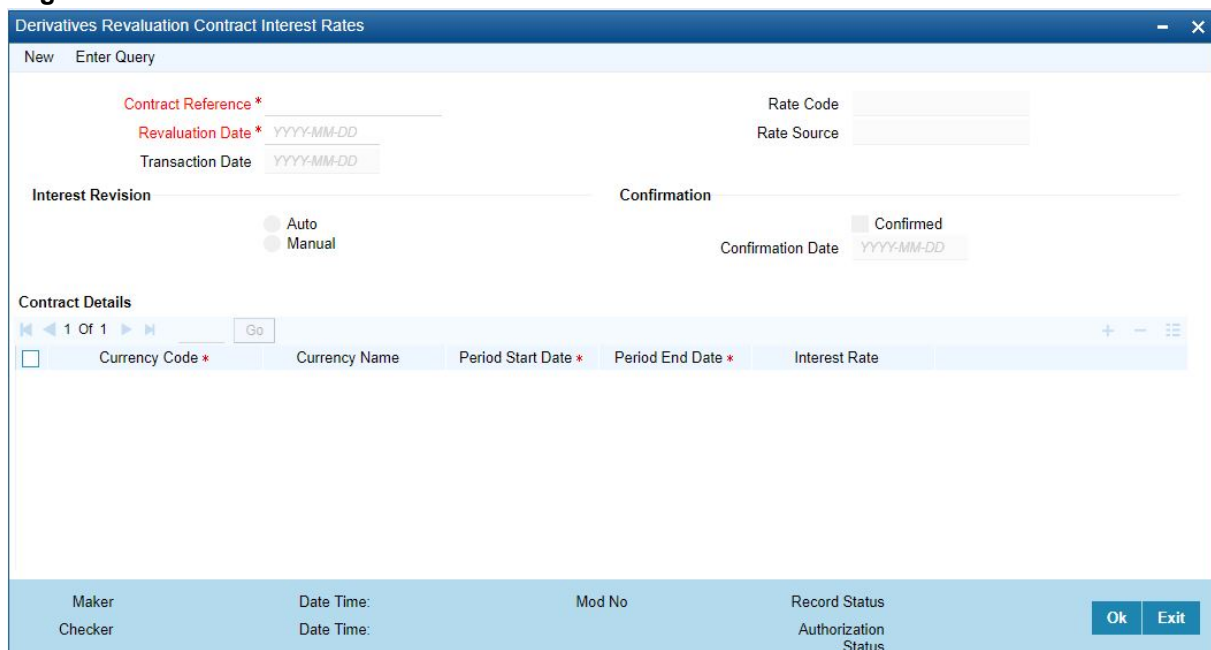 Derivatives Revaluation Contract Interest Rates
New Enter Query
Contract Reference *
Rate Code
Revaluation Date * YYYY-MM-DD
Rate Source
Transaction Date YYYY-MM-DD
Interest Revision
Confirmation
Auto
Confirmed
Manual
Confirmation Date YYYY-MM-DD
Contract Details
1 Of 1 Go
Currency Code * Currency Name Period Start Date * Period End Date * Interest Rate
Maker Date Time: Mod No Record Status
Checker Date Time: Authorization Status
Ok Exit